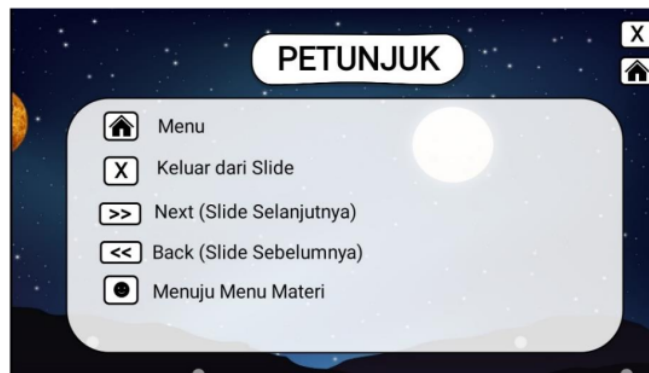 PETUNJUK
X
Menu
X Keluar dari Slide
>> Next (Slide Selanjutnya)
<< Back (Slide Sebelumnya)
Menuju Menu Materi